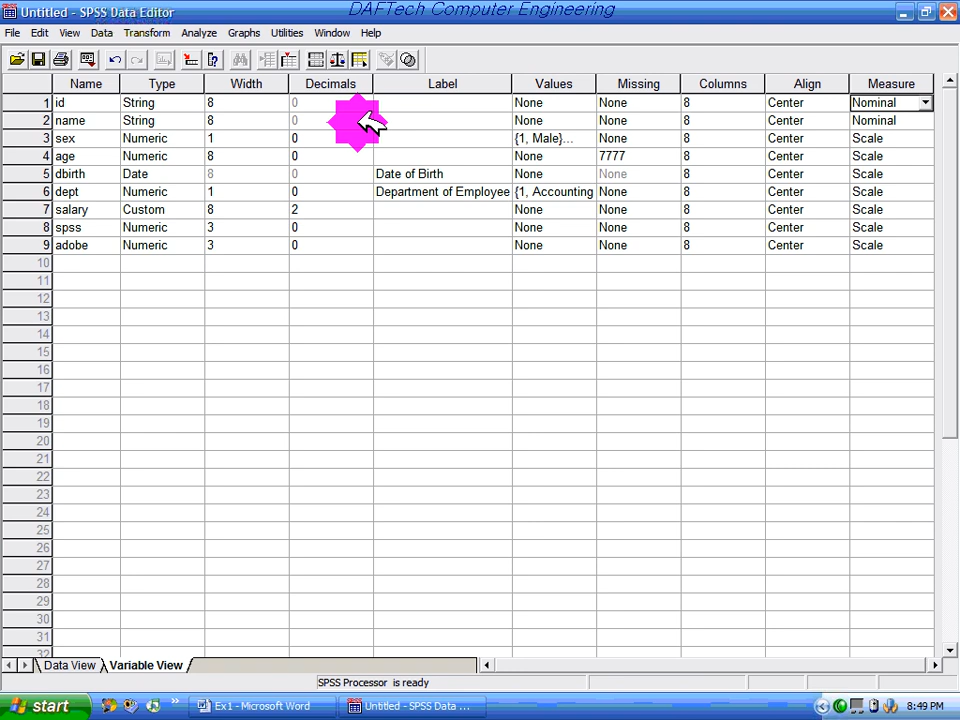 Untitled - SPSS Data Editor
DAFTech Computer Engineering
File Edit View Data Transform Analyze Graphs Utilities Window Help
Name Type Width Decimals Label Values Missing Columns Align Measure
1 id String 8 0 None None 8 Center Nominal
2 name String 8 0 None None 8 Center Nominal
3 sex Numeric 1 0 {1, Male}... None 8 Center Scale
4 age Numeric 8 0 None 7777 8 Center Scale
5 dbirth Date 8 0 Date of Birth None None 8 Center Scale
6 dept Numeric 1 0 Department of Employee {1, Accounting None 8 Center Scale
7 salary Custom 8 2 None None 8 Center Scale
8 spss Numeric 3 0 None None 8 Center Scale
9 adobe Numeric 3 0 None None 8 Center Scale
10
11
12
13
14
15
16
17
18
19
20
21
22
23
24
25
26
27
28
29
30
31
32
Data View Variable View
SPSS Processor is ready
start Ex1 - Microsoft Word Untitled - SPSS Data ... 8:49 PM